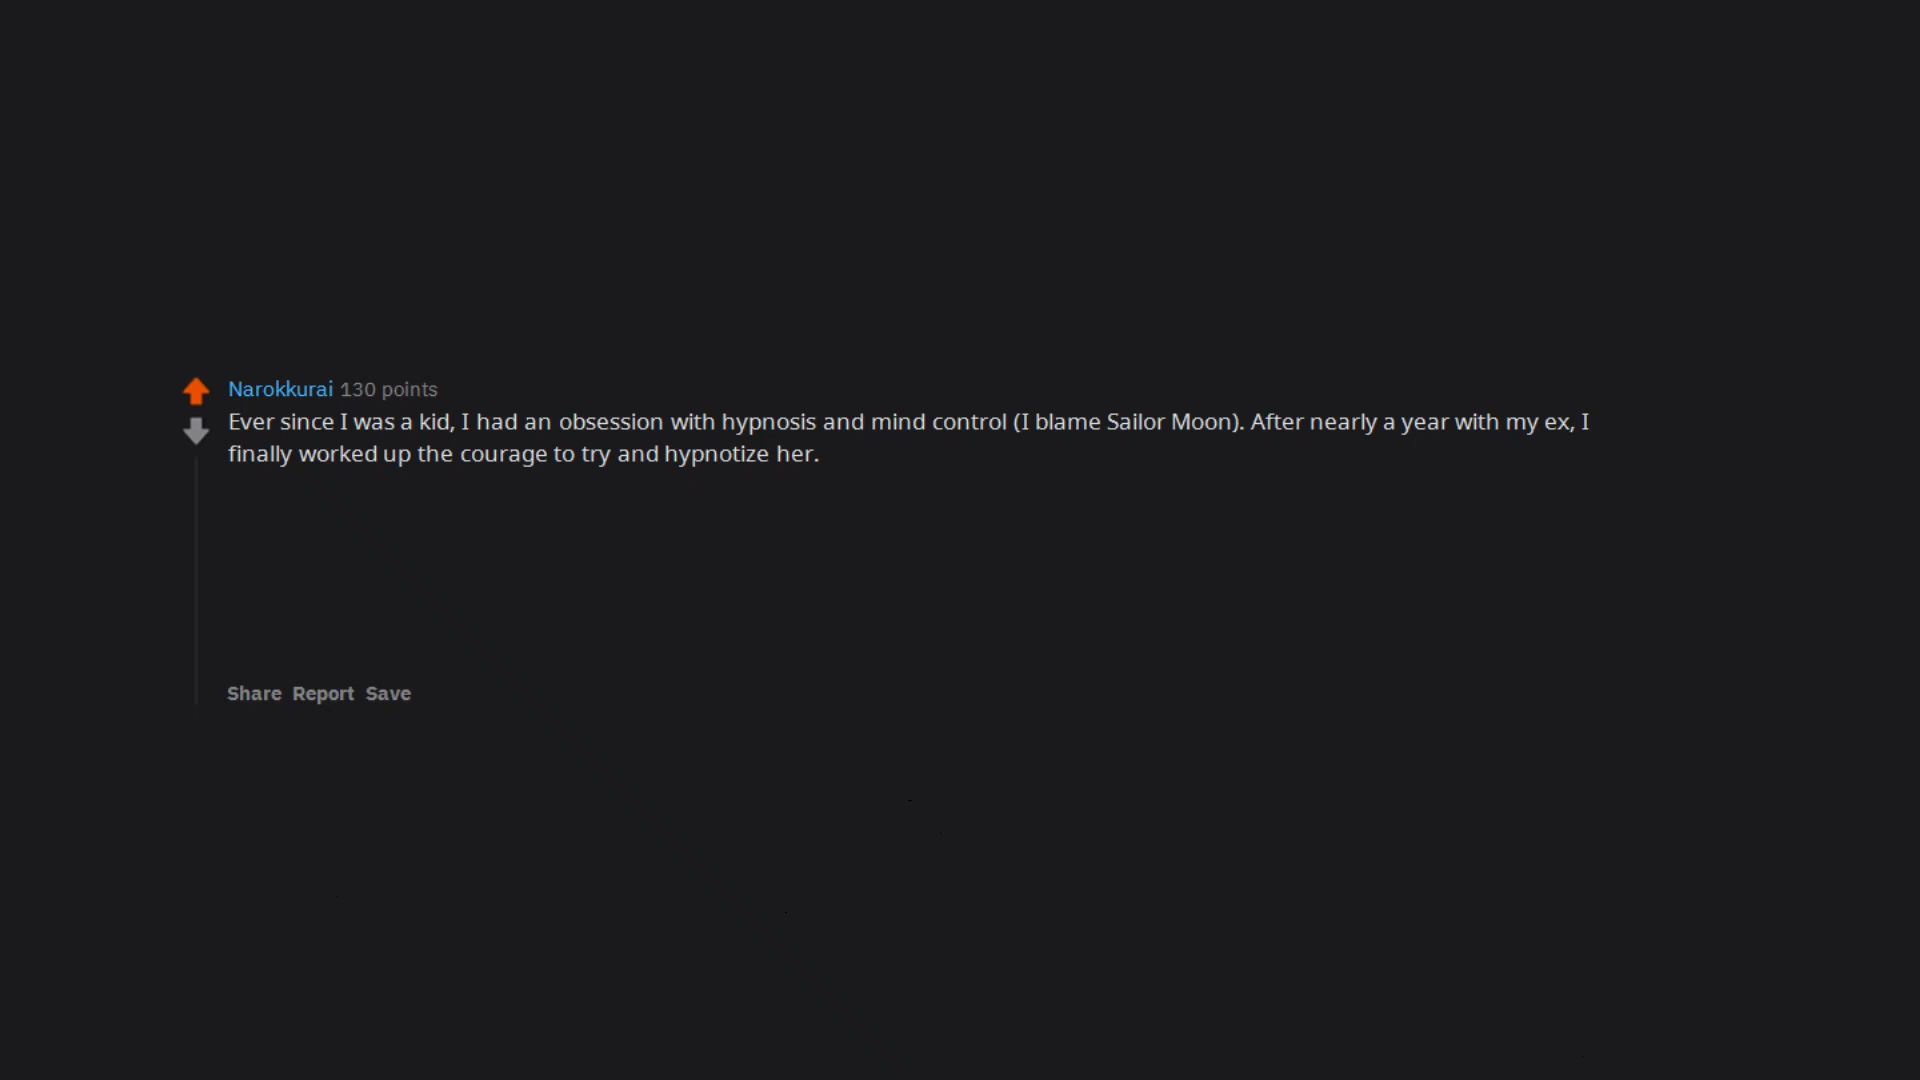 Narokkurai 130 points
Ever since I was a kid, I had an obsession with hypnosis and mind control (I blame Sailor Moon). After nearly a year with my ex, I
finally worked up the courage to try and hypnotize her.
Share Report Save